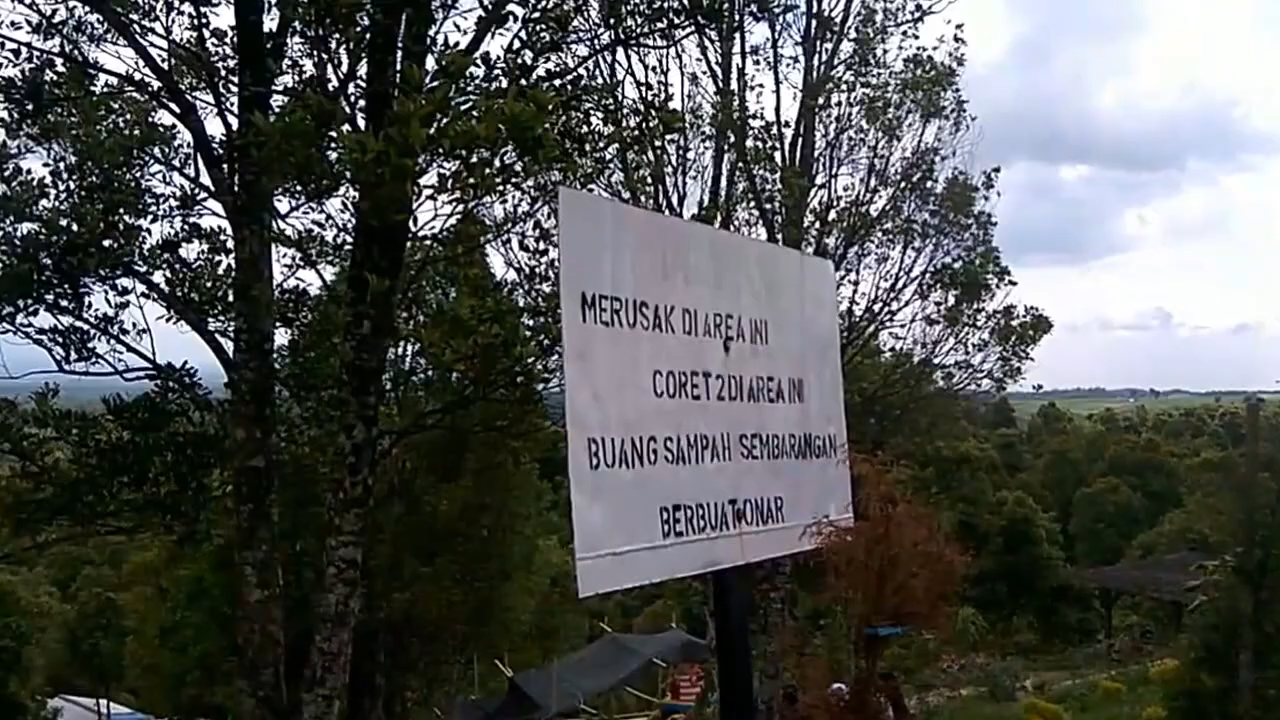 MERUSAK DI AREA INI
CORET2 DI AREA INI
BUANG SAMPAH SEMBARANGAN
BERBUAT ONAR